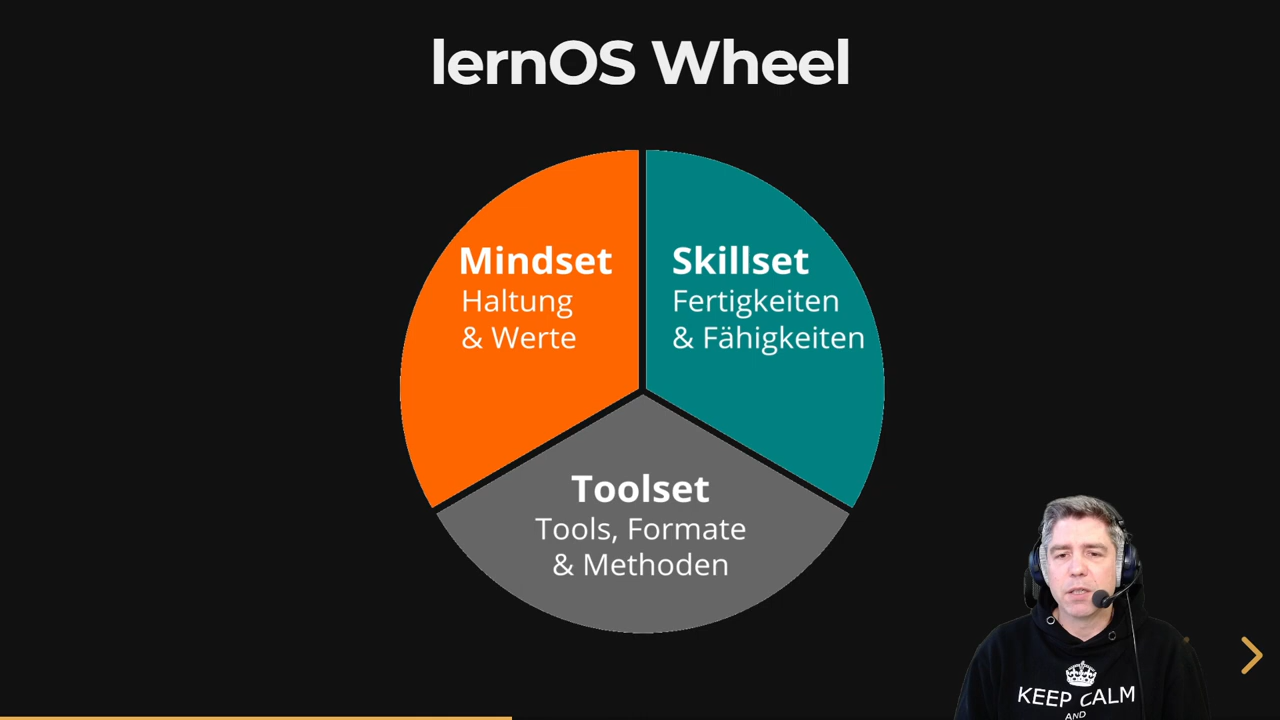 lernOS Wheel
Mindset
Haltung
& Werte
Skillset
Fertigkeiten
& Fähigkeiten
Toolset
Tools, Formate
& Methoden
KEEP CALM
AND